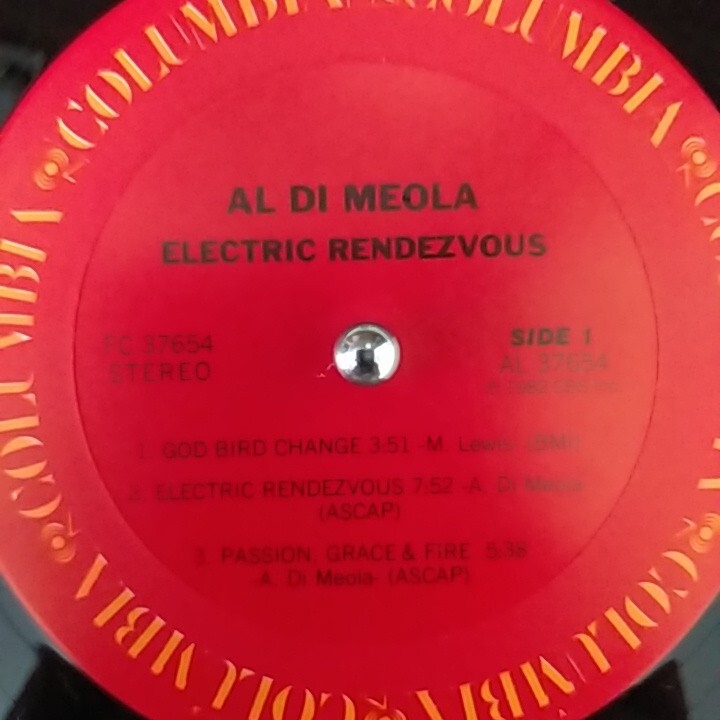 COLUMBIA COLUMBIA COLUMBIA COLUMBIA COLUMBIA COLUMBIA
AL DI MEOLA
ELECTRIC RENDEZVOUS
FC 37654
STEREO
SIDE 1
AL 37654
1. GOD BIRD CHANGE 3:51 -M. Lewis- (BMI)
2. ELECTRIC RENDEZVOUS 7:52 -A. Di Meola-
(ASCAP)
3. PASSION, GRACE & FIRE 5:38
-A. Di Meola- (ASCAP)